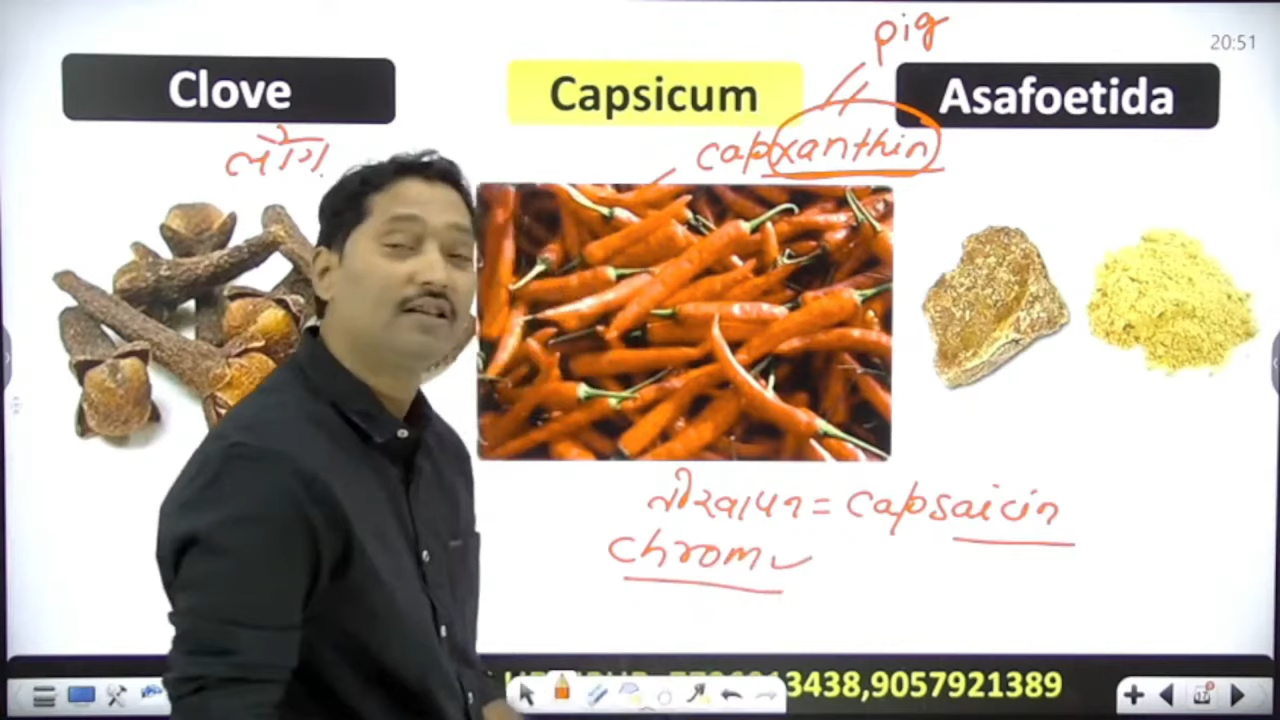 pig
20:51
Clove
Capsicum
Asafoetida
लौंग
capxanthin
तीखापन = capsaicin
chrom
3438,9057921389